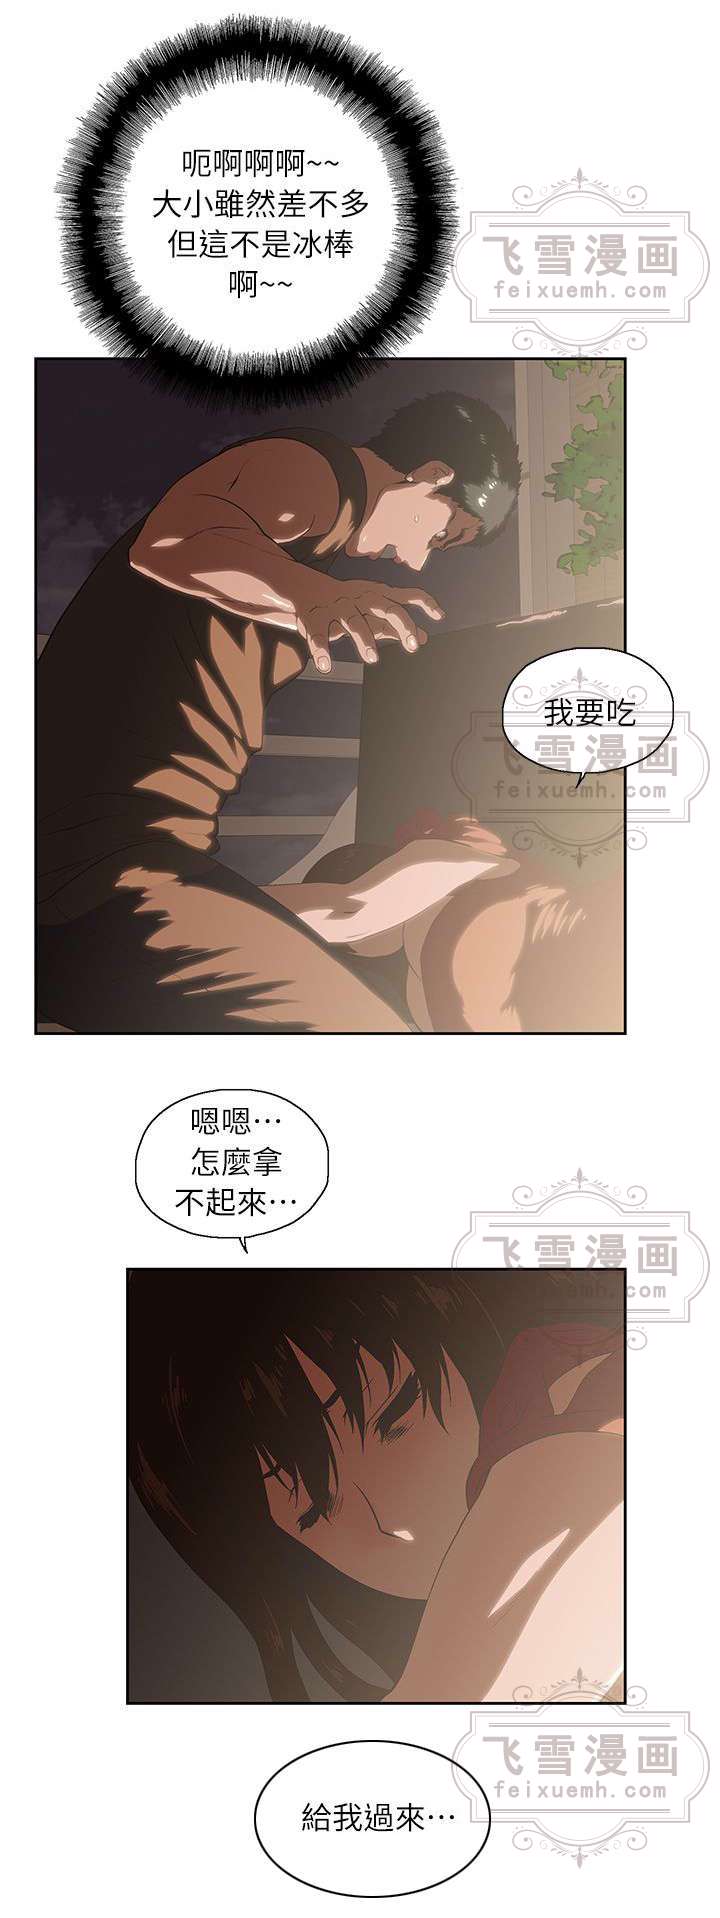 呃啊啊啊~~
大小雖然差不多
但這不是冰棒
啊~~
飞雪漫画
feixuemh.com
我要吃
飞雪漫画
feixuemh.com
嗯嗯…
怎麼拿
不起來…
飞雪漫画
feixuemh.com
飞雪漫画
feixuemh.com
給我過來…